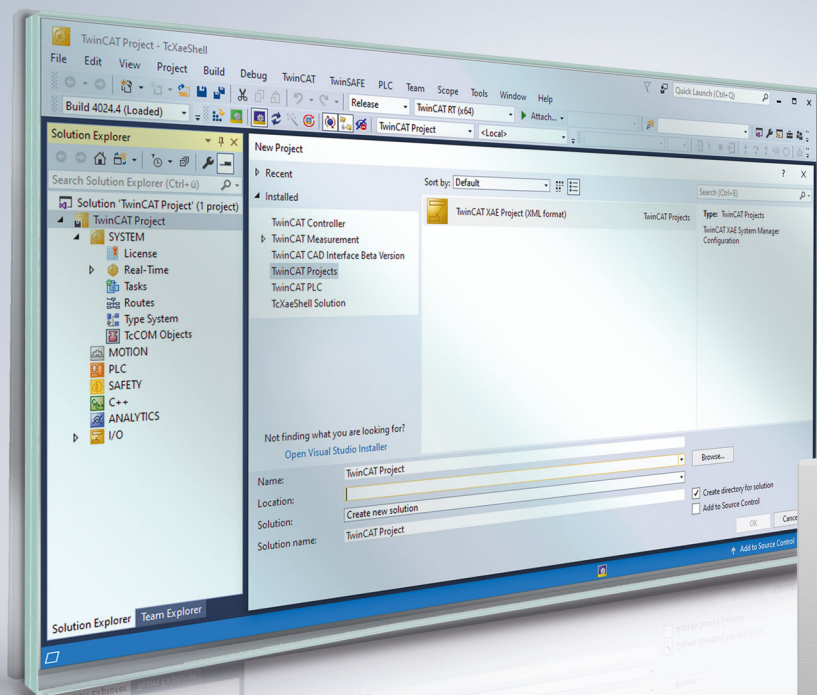 TwinCAT Project - TcXaeShell
File Edit View Project Build Debug TwinCAT TwinSAFE PLC Team Scope Tools Window Help
Quick Launch (Ctrl+Q)
Release
TwinCAT RT (x64)
Attach...
Build 4024.4 (Loaded)
TwinCAT Project
<Local>
Solution Explorer
Search Solution Explorer (Ctrl+ü)
Solution 'TwinCAT Project' (1 project)
TwinCAT Project
SYSTEM
License
Real-Time
Tasks
Routes
Type System
TcCOM Objects
MOTION
PLC
SAFETY
C++
ANALYTICS
I/O
Solution Explorer
Team Explorer
New Project
? X
Recent
Installed
TwinCAT Controller
TwinCAT Measurement
TwinCAT CAD Interface Beta Version
TwinCAT Projects
TwinCAT PLC
TcXaeShell Solution
Not finding what you are looking for?
Open Visual Studio Installer
Sort by: Default
TwinCAT XAE Project (XML format)
TwinCAT Projects
Search (Ctrl+E)
Type: TwinCAT Projects
TwinCAT XAE System Manager
Configuration
Name:
TwinCAT Project
Location:
Browse...
Solution:
Create new solution
Solution name:
TwinCAT Project
Create directory for solution
Add to Source Control
OK
Cance
Add to Source Control